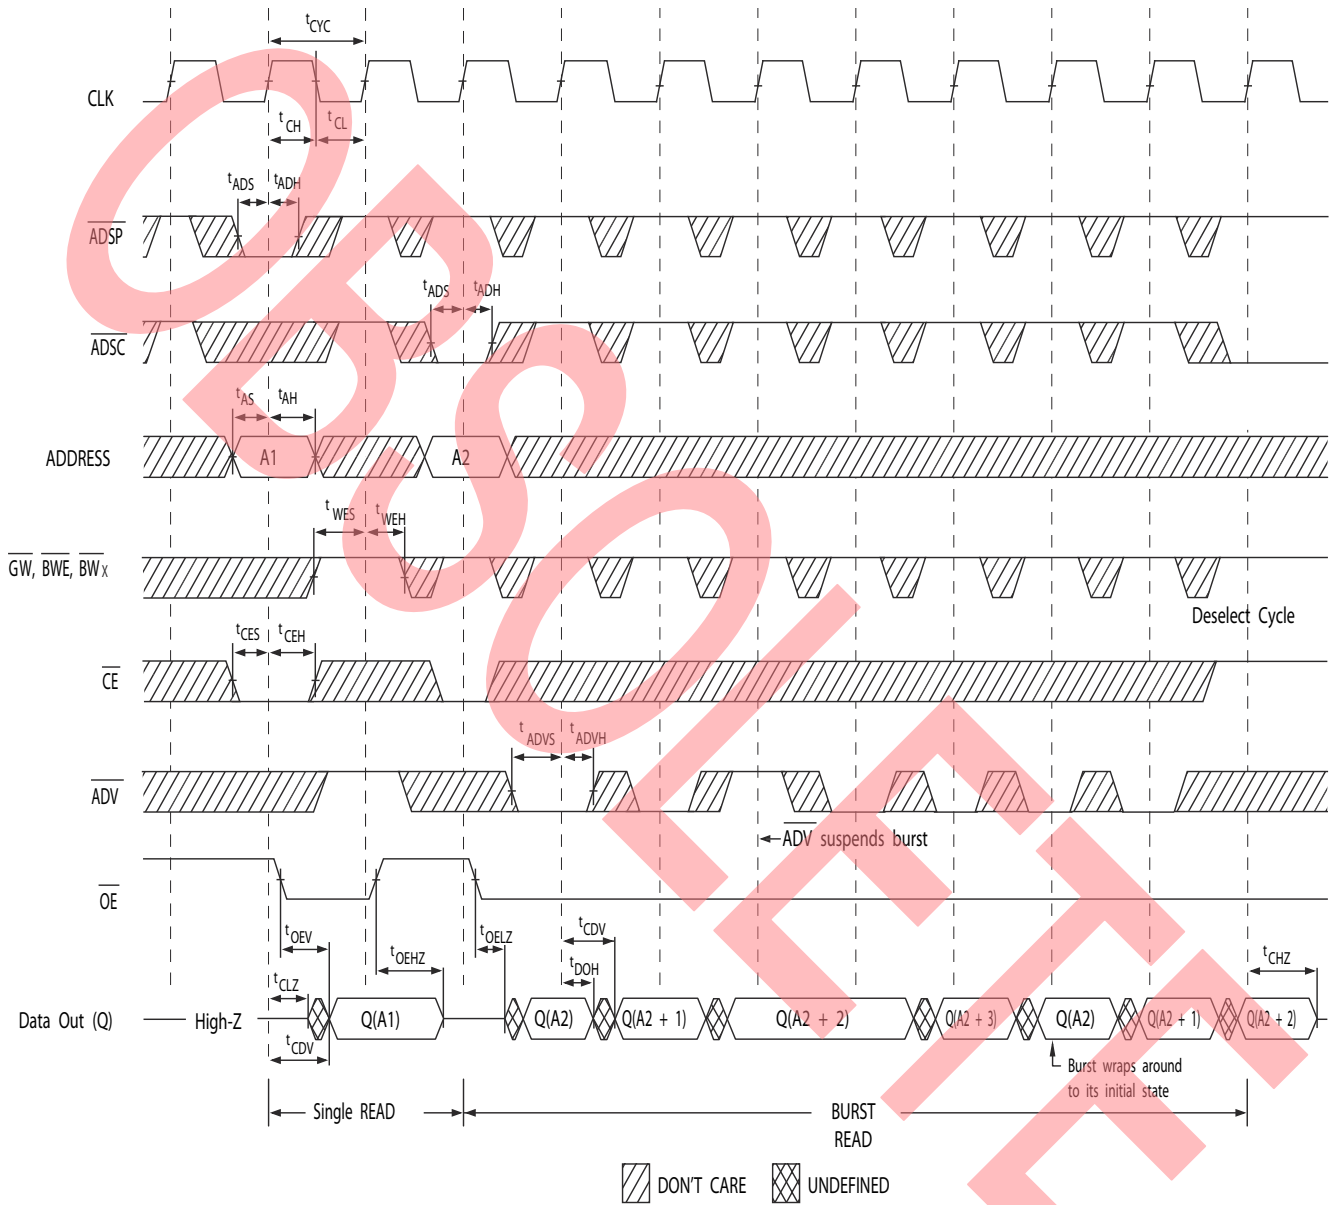 tCYC
CLK
tCH tCL
tADS tADH
ADSP
tADS tADH
ADSC
tAS tAH
ADDRESS A1 A2
tWES tWEH
GW, BWE, BWX
Deselect Cycle
tCES tCEH
CE
tADVS tADVH
ADV
ADV suspends burst
OE
tOEV tOEHZ tOELZ tCDV
tCLZ tDOH tCHZ
Data Out (Q) High-Z Q(A1) Q(A2) Q(A2 + 1) Q(A2 + 2) Q(A2 + 3) Q(A2) Q(A2 + 1) Q(A2 + 2)
tCDV
Burst wraps around
to its initial state
Single READ BURST
READ
DON'T CARE UNDEFINED
OBSOLETE